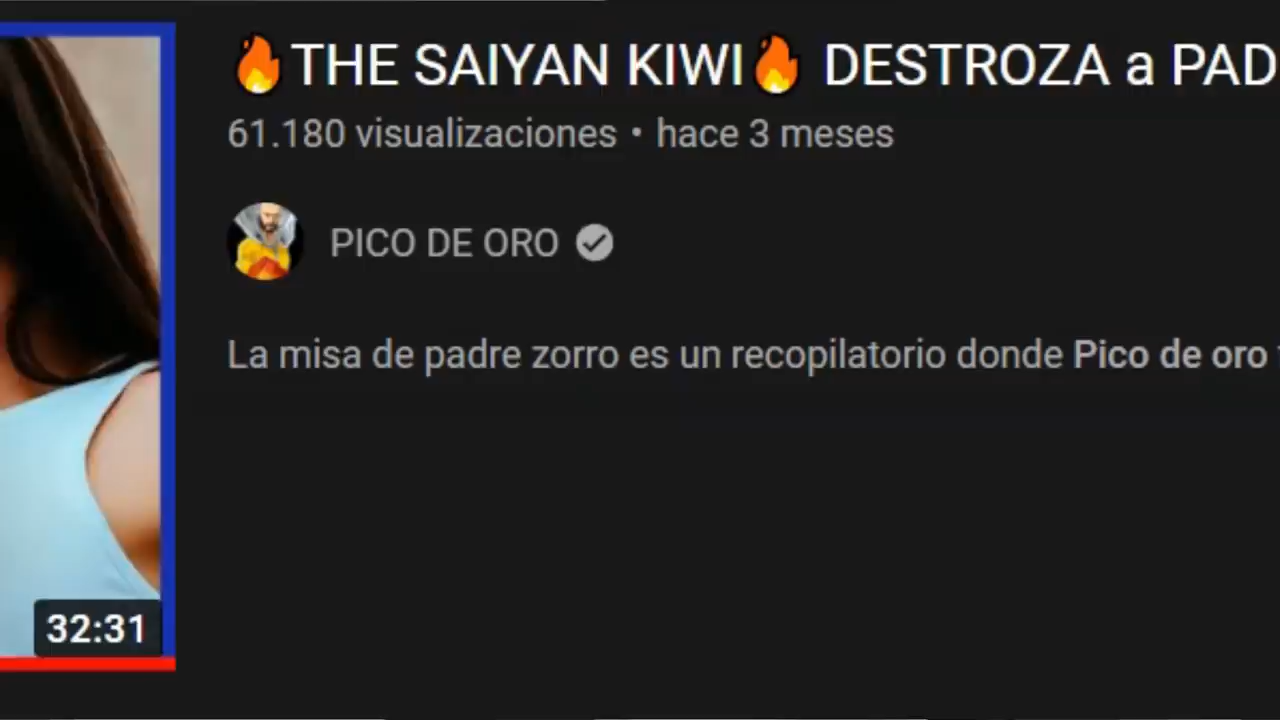 🔥THE SAIYAN KIWI🔥 DESTROZA a PAD
61.180 visualizaciones • hace 3 meses
PICO DE ORO
La misa de padre zorro es un recopilatorio donde Pico de oro
32:31